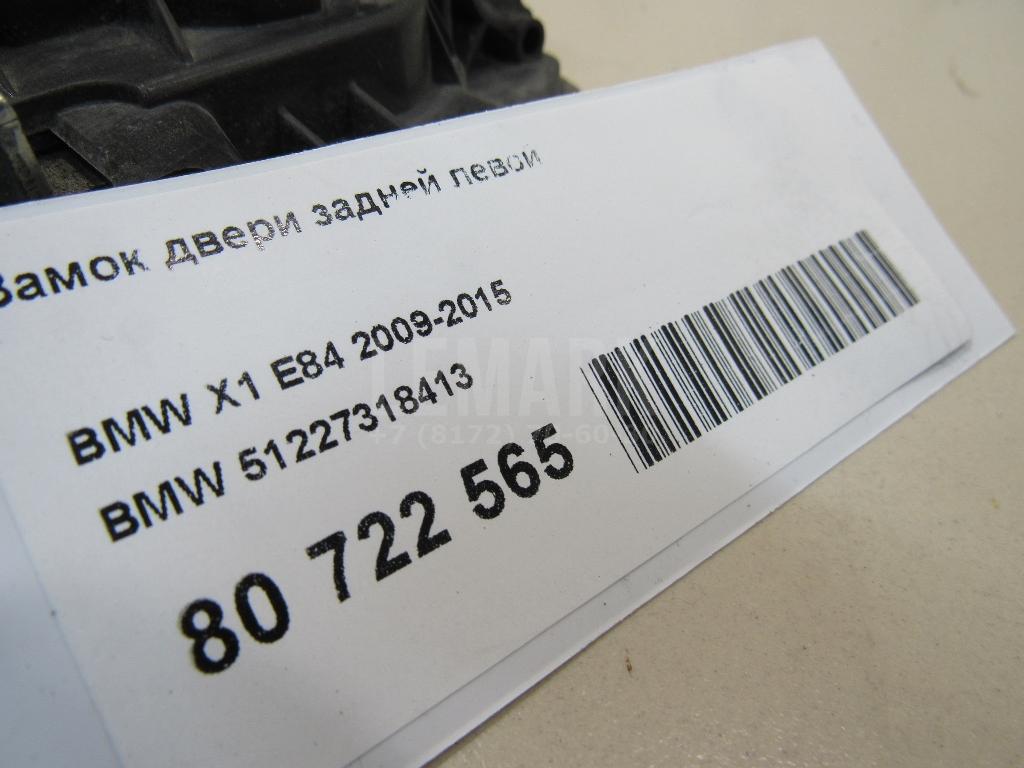 Замок двери задней левой
BMW X1 E84 2009-2015
BMW 51227318413
80 722 565